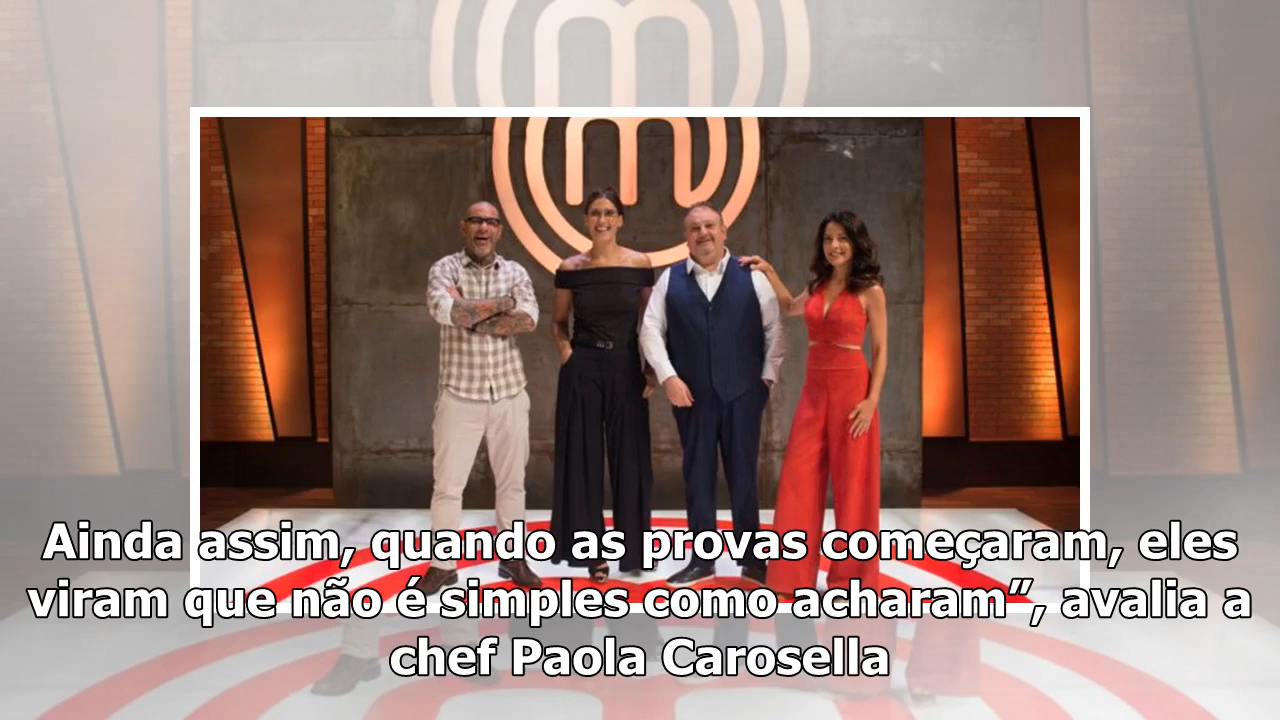 Ainda assim, quando as provas começaram, eles
viram que não é simples como acharam”, avalia a
chef Paola Carosella